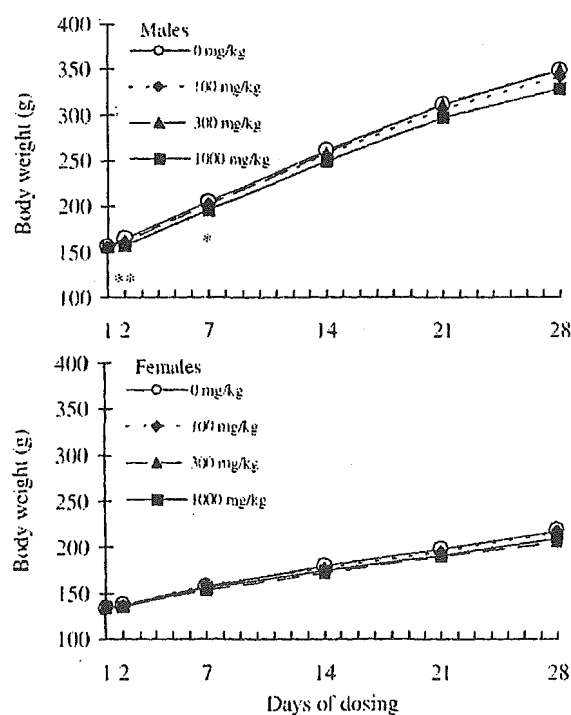 Males
0 mg/kg
100 mg/kg
300 mg/kg
1000 mg/kg
Body weight (g)
400
350
300
250
200
150
100
**
*
1 2 7 14 21 28
Females
0 mg/kg
100 mg/kg
300 mg/kg
1000 mg/kg
Body weight (g)
400
350
300
250
200
150
100
1 2 7 14 21 28
Days of dosing